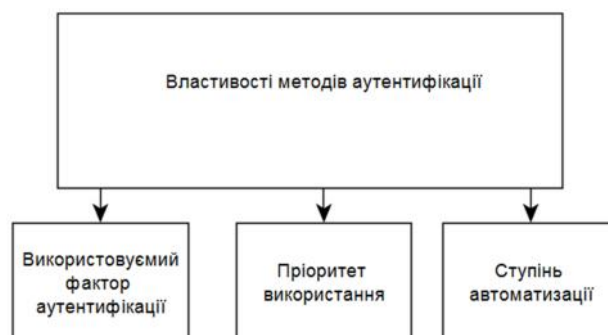 Властивості методів аутентифікації
Використовуємий
фактор
аутентифікації
Пріоритет
використання
Ступінь
автоматизації